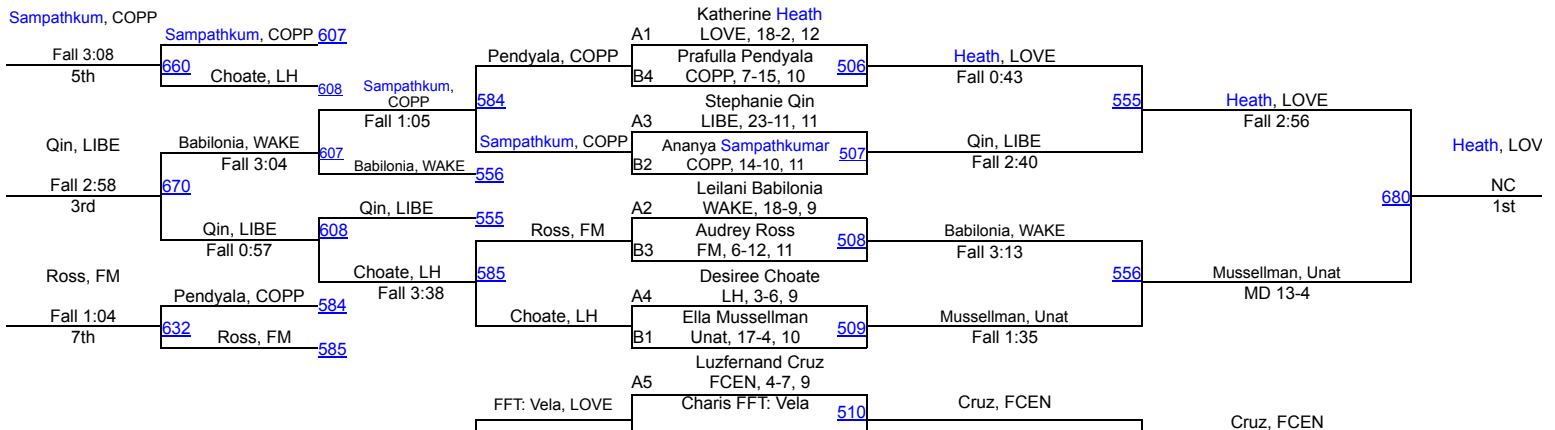 Sampathkum, COPP
Fall 3:08
5th
Sampathkum, COPP 607
660
Choate, LH
608
Sampathkum,
COPP
Fall 1:05
Pendyala, COPP
584
Sampathkum, COPP
Katherine Heath
A1 LOVE, 18-2, 12
Prafulla Pendyala
B4 COPP, 7-15, 10
506
Heath, LOVE
Fall 0:43
Stephanie Qin
A3 LIBE, 23-11, 11
Ananya Sampathkumar
B2 COPP, 14-10, 11
507
Qin, LIBE
Fall 2:40
555
Heath, LOVE
Fall 2:56
Qin, LIBE
Fall 2:58
3rd
Babilonia, WAKE
Fall 3:04
670
607
Babilonia, WAKE
556
Qin, LIBE
Fall 0:57
608
Qin, LIBE
555
Choate, LH
Fall 3:38
Ross, FM
585
Choate, LH
Leilani Babilonia
A2 WAKE, 18-9, 9
Audrey Ross
B3 FM, 6-12, 11
508
Babilonia, WAKE
Fall 3:13
Desiree Choate
A4 LH, 3-6, 9
Ella Mussellman
B1 Unat, 17-4, 10
509
Mussellman, Unat
Fall 1:35
556
Mussellman, Unat
MD 13-4
680
Heath, LOV
NC
1st
Ross, FM
Fall 1:04
7th
Pendyala, COPP
584
632
Ross, FM
585
Luzfernand Cruz
A5 FCEN, 4-7, 9
FFT: Vela, LOVE
Charis FFT: Vela
510
Cruz, FCEN
Cruz, FCEN